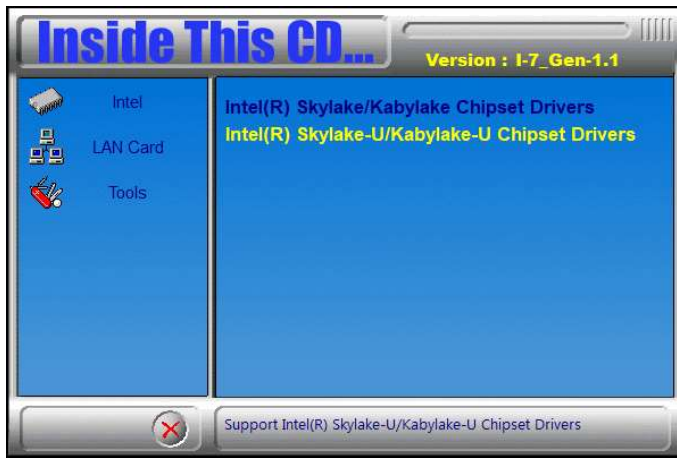 Inside This CD...
Version : I-7_Gen-1.1
Intel
LAN Card
Tools
Intel(R) Skylake/Kabylake Chipset Drivers
Intel(R) Skylake-U/Kabylake-U Chipset Drivers
Support Intel(R) Skylake-U/Kabylake-U Chipset Drivers